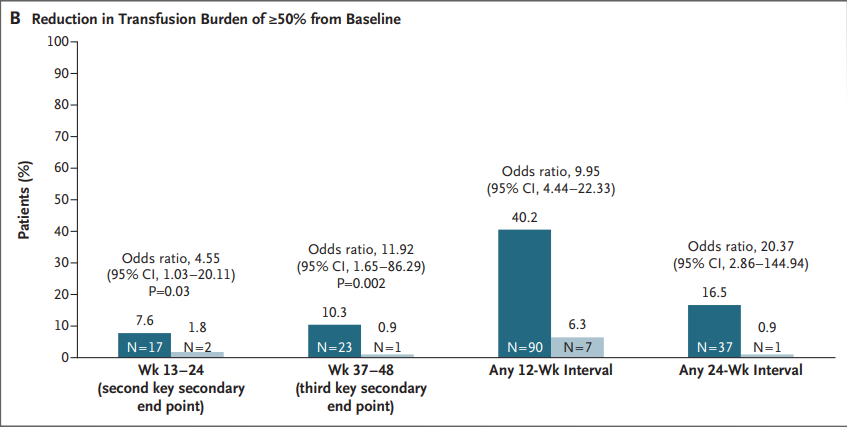 B Reduction in Transfusion Burden of ≥50% from Baseline
100
90
80
70
60
50
40
30
20
10
0
Patients (%)
Odds ratio, 4.55
(95% CI, 1.03–20.11)
P=0.03
7.6
1.8
N=17
N=2
Wk 13–24
(second key secondary
end point)
Odds ratio, 11.92
(95% CI, 1.65–86.29)
P=0.002
10.3
0.9
N=23
N=1
Wk 37–48
(third key secondary
end point)
Odds ratio, 9.95
(95% CI, 4.44–22.33)
40.2
6.3
N=90
N=7
Any 12-Wk Interval
Odds ratio, 20.37
(95% CI, 2.86–144.94)
16.5
0.9
N=37
N=1
Any 24-Wk Interval